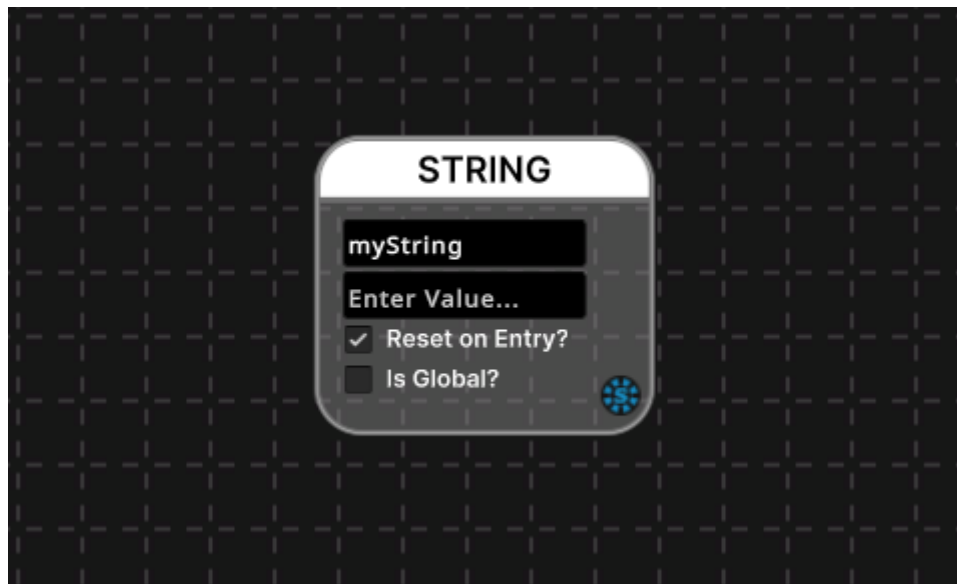 STRING
myString
Enter Value...
Reset on Entry?
Is Global?
S